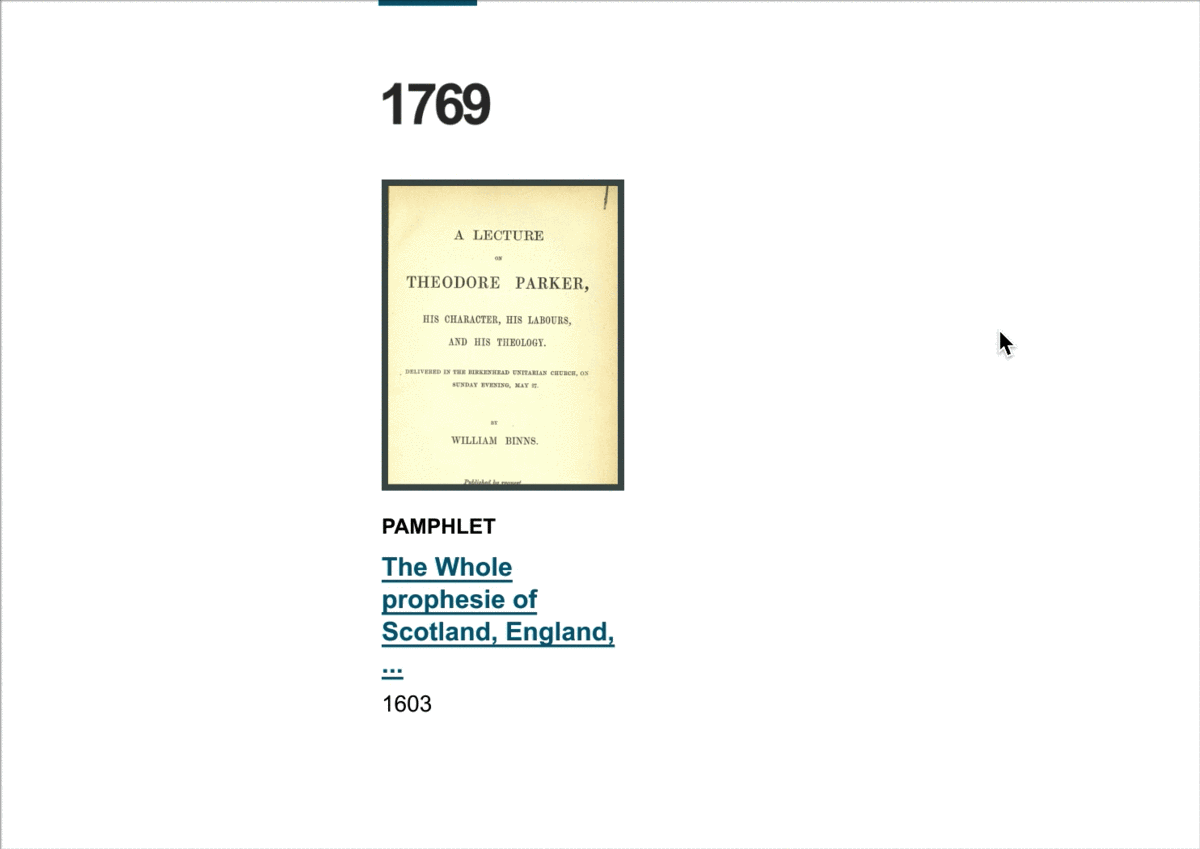 1769
A LECTURE
ON
THEODORE PARKER,
HIS CHARACTER, HIS LABOURS,
AND HIS THEOLOGY.
DELIVERED IN THE BIRKENHEAD UNITARIAN CHURCH, ON
SUNDAY EVENING, MAY 27.
BY
WILLIAM BINNS.
Published by request
PAMPHLET
The Whole
prophesie of
Scotland, England,
...
1603